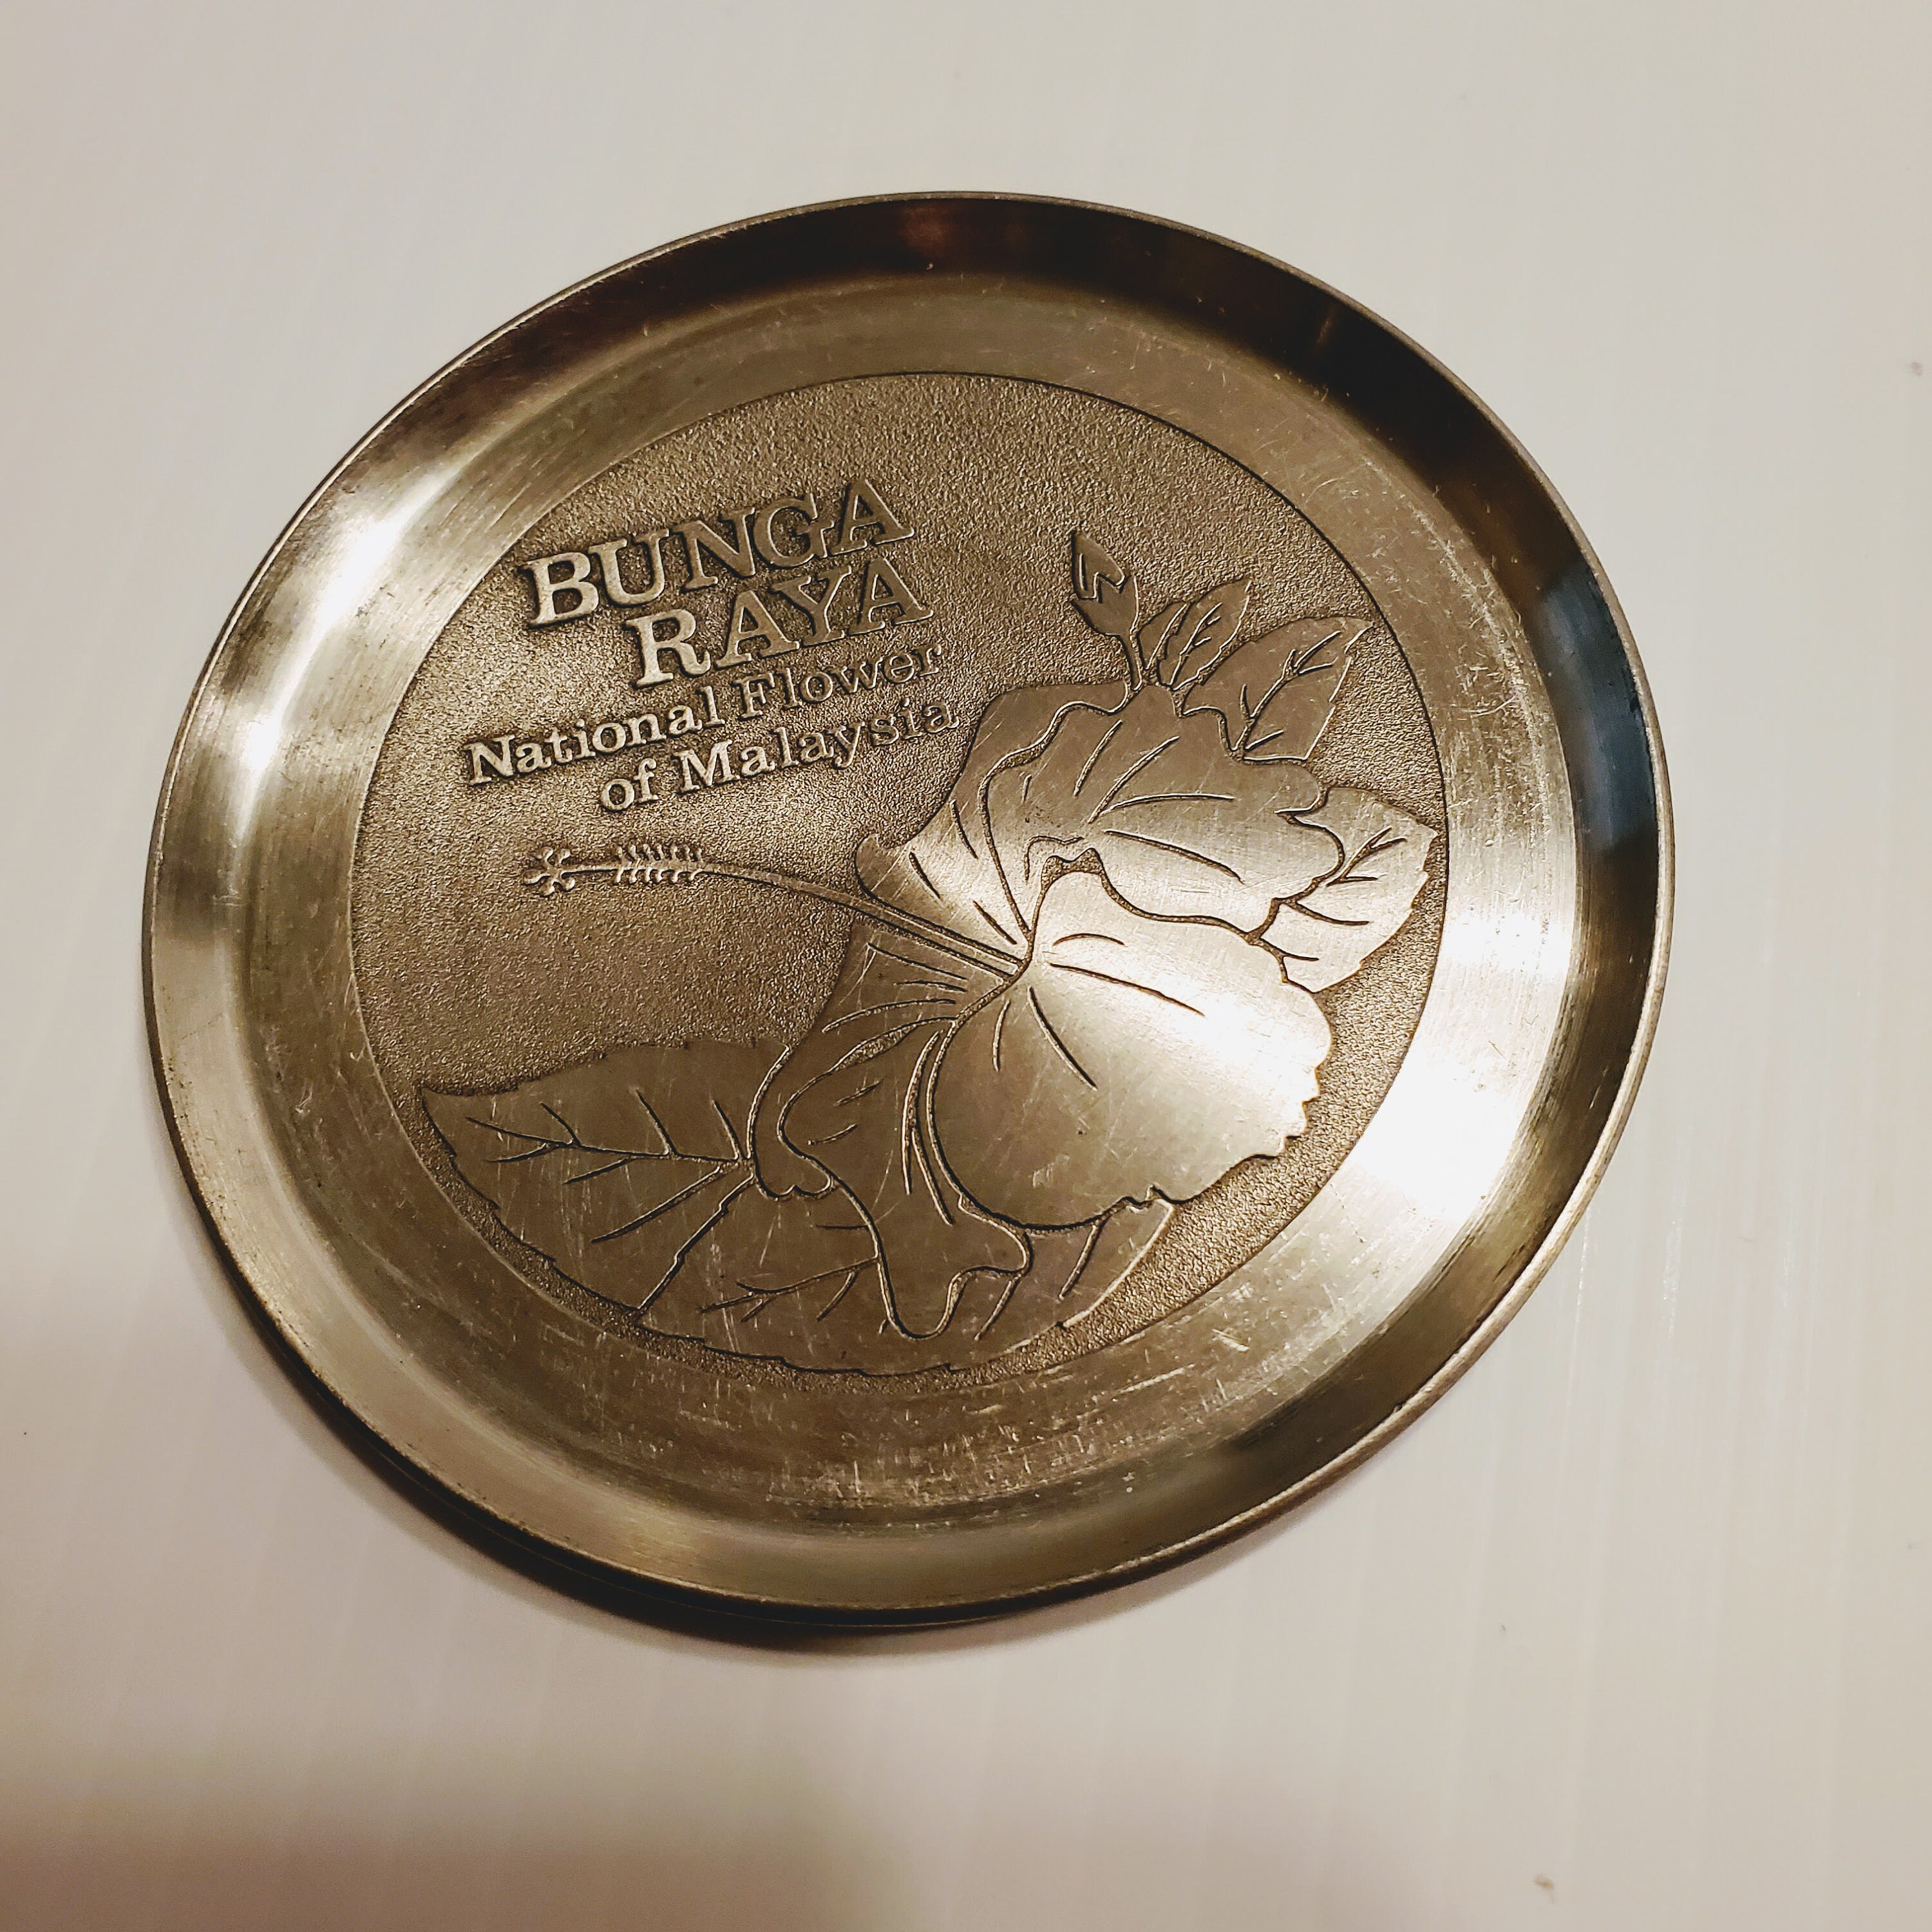 BUNGA
RAYA
National Flower
of Malaysia